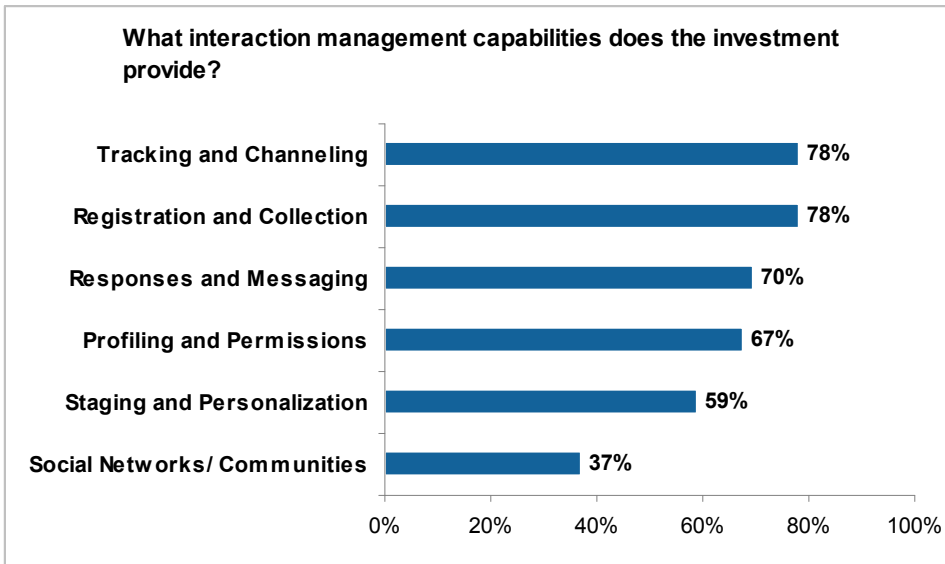 What interaction management capabilities does the investment
provide?
Tracking and Channeling 78%
Registration and Collection 78%
Responses and Messaging 70%
Profiling and Permissions 67%
Staging and Personalization 59%
Social Networks/ Communities 37%
0% 20% 40% 60% 80% 100%